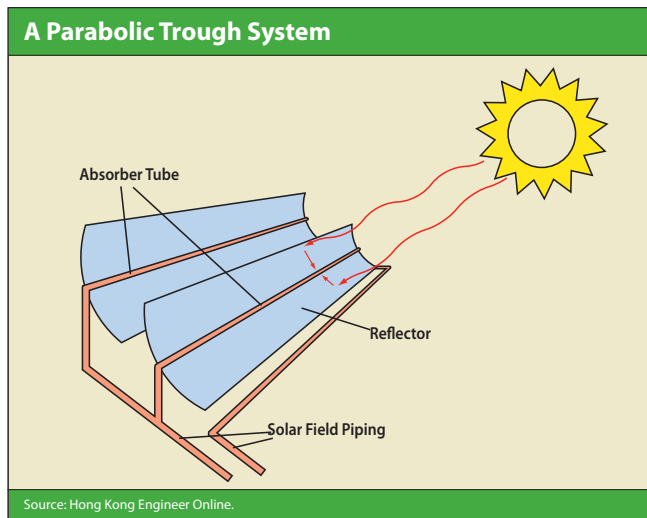 A Parabolic Trough System
Absorber Tube
Reflector
Solar Field Piping
Source: Hong Kong Engineer Online.